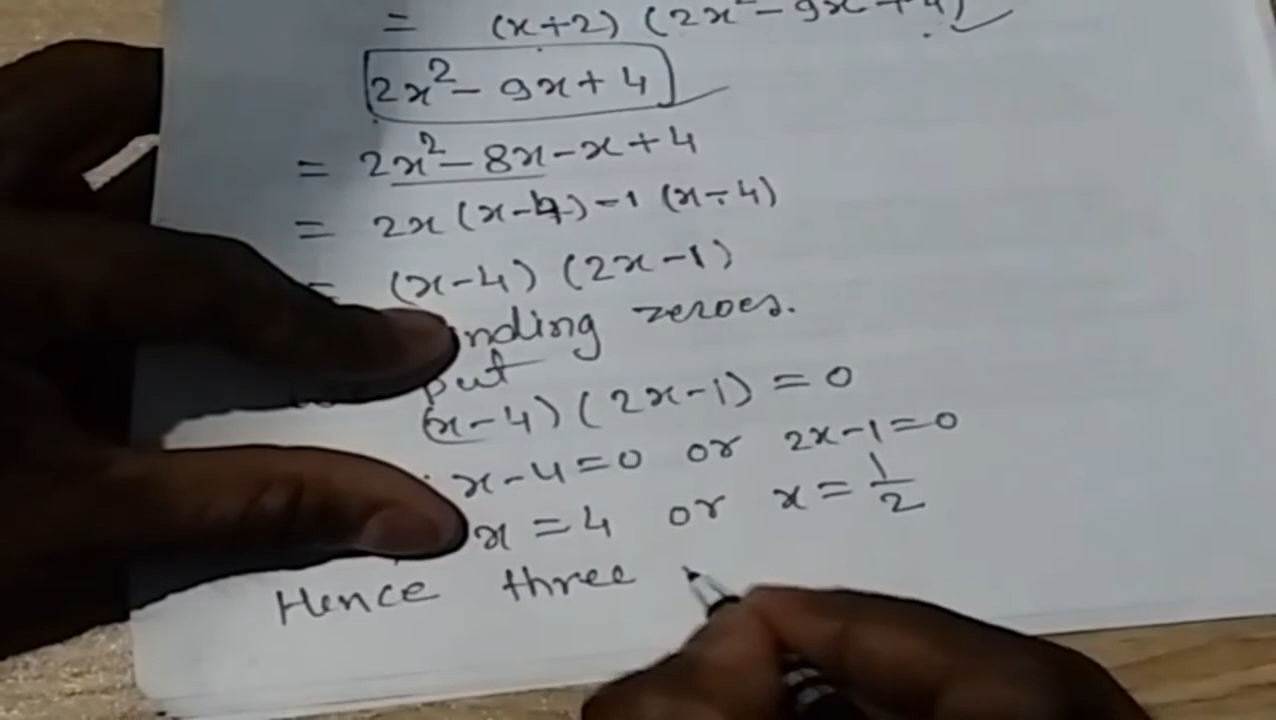 = (x+2) (2x²-9x+4)
2x²-9x+4
= 2x²-8x-x+4
= 2x(x-4)-1(x-4)
= (x-4) (2x-1)
nding zeroes.
put
(x-4)(2x-1)=0
x-4=0 or 2x-1=0
x=4 or x=1/2
Hence three